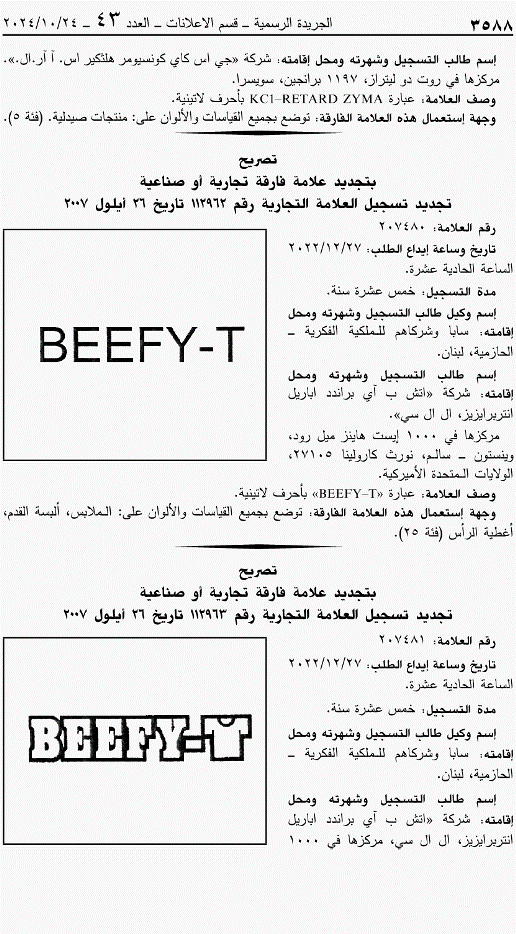 ٣٥٨٨
الجريدة الرسمية – قسم الاعلانات – العدد ٤٣ – ٢٠٢٤/١٠/٢٤
إسم طالب التسجيل وشهرته ومحل إقامته: شركة «جي اس كاي كونسيومر هلثكير اس. آ آر.ال.».
مركزها في روت دو ليتراز، ١١٩٧ برانجين، سويسرا.
وصف العلامة: عبارة KC1–RETARD ZYMA بأحرف لاتينية.
وجهة إستعمال هذه العلامة الفارقة: توضع بجميع القياسات والألوان على: منتجات صيدلية. (فئة ٥).
تصريح
بتجديد علامة فارقة تجارية أو صناعية
تجديد تسجيل العلامة التجارية رقم ١١٣٩٦٢ تاريخ ٢٦ أيلول ٢٠٠٧
رقم العلامة: ٢٠٧٤٨٠
تاريخ وساعة إيداع الطلب: ٢٠٢٢/١٢/٢٧
الساعة الحادية عشرة.
مدة التسجيل: خمس عشرة سنة.
إسم وكيل طالب التسجيل وشهرته ومحل
إقامته: سابا وشركاهم للملكية الفكرية –
الحازمية، لبنان.
إسم طالب التسجيل وشهرته ومحل
إقامته: شركة «اتش ب آي براندد اباريل
انتربرايزيز، ال ال سي».
مركزها في ١٠٠٠ إيست هاينز ميل رود،
وينستون – سالم، نورث كارولينا ٢٧١٠٥،
الولايات المتحدة الأميركية.
BEEFY-T
وصف العلامة: عبارة «BEEFY–T» بأحرف لاتينية.
وجهة إستعمال هذه العلامة الفارقة: توضع بجميع القياسات والألوان على: الملابس، ألبسة القدم،
أغطية الرأس (فئة ٢٥).
تصريح
بتجديد علامة فارقة تجارية أو صناعية
تجديد تسجيل العلامة التجارية رقم ١١٣٩٦٣ تاريخ ٢٦ أيلول ٢٠٠٧
رقم العلامة: ٢٠٧٤٨١
تاريخ وساعة إيداع الطلب: ٢٠٢٢/١٢/٢٧
الساعة الحادية عشرة.
مدة التسجيل: خمس عشرة سنة.
إسم وكيل طالب التسجيل وشهرته ومحل
إقامته: سابا وشركاهم للملكية الفكرية –
الحازمية، لبنان.
إسم طالب التسجيل وشهرته ومحل
إقامته: شركة «اتش ب آي براندد اباريل
انتربرايزيز، ال ال سي، مركزها في ١٠٠٠
BEEFY-T